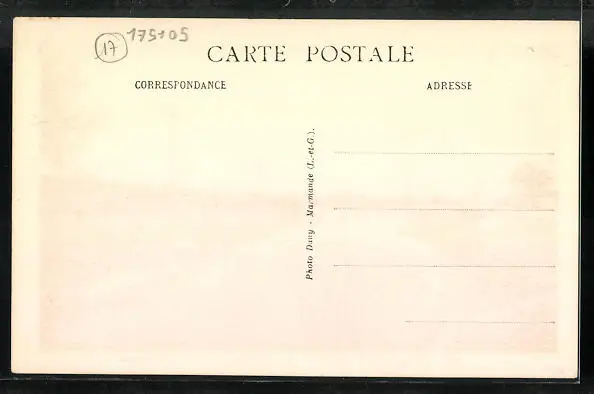 17
175105
CARTE POSTALE
CORRESPONDANCE
ADRESSE
Photo Dany - Marmande (L.-et-G.).